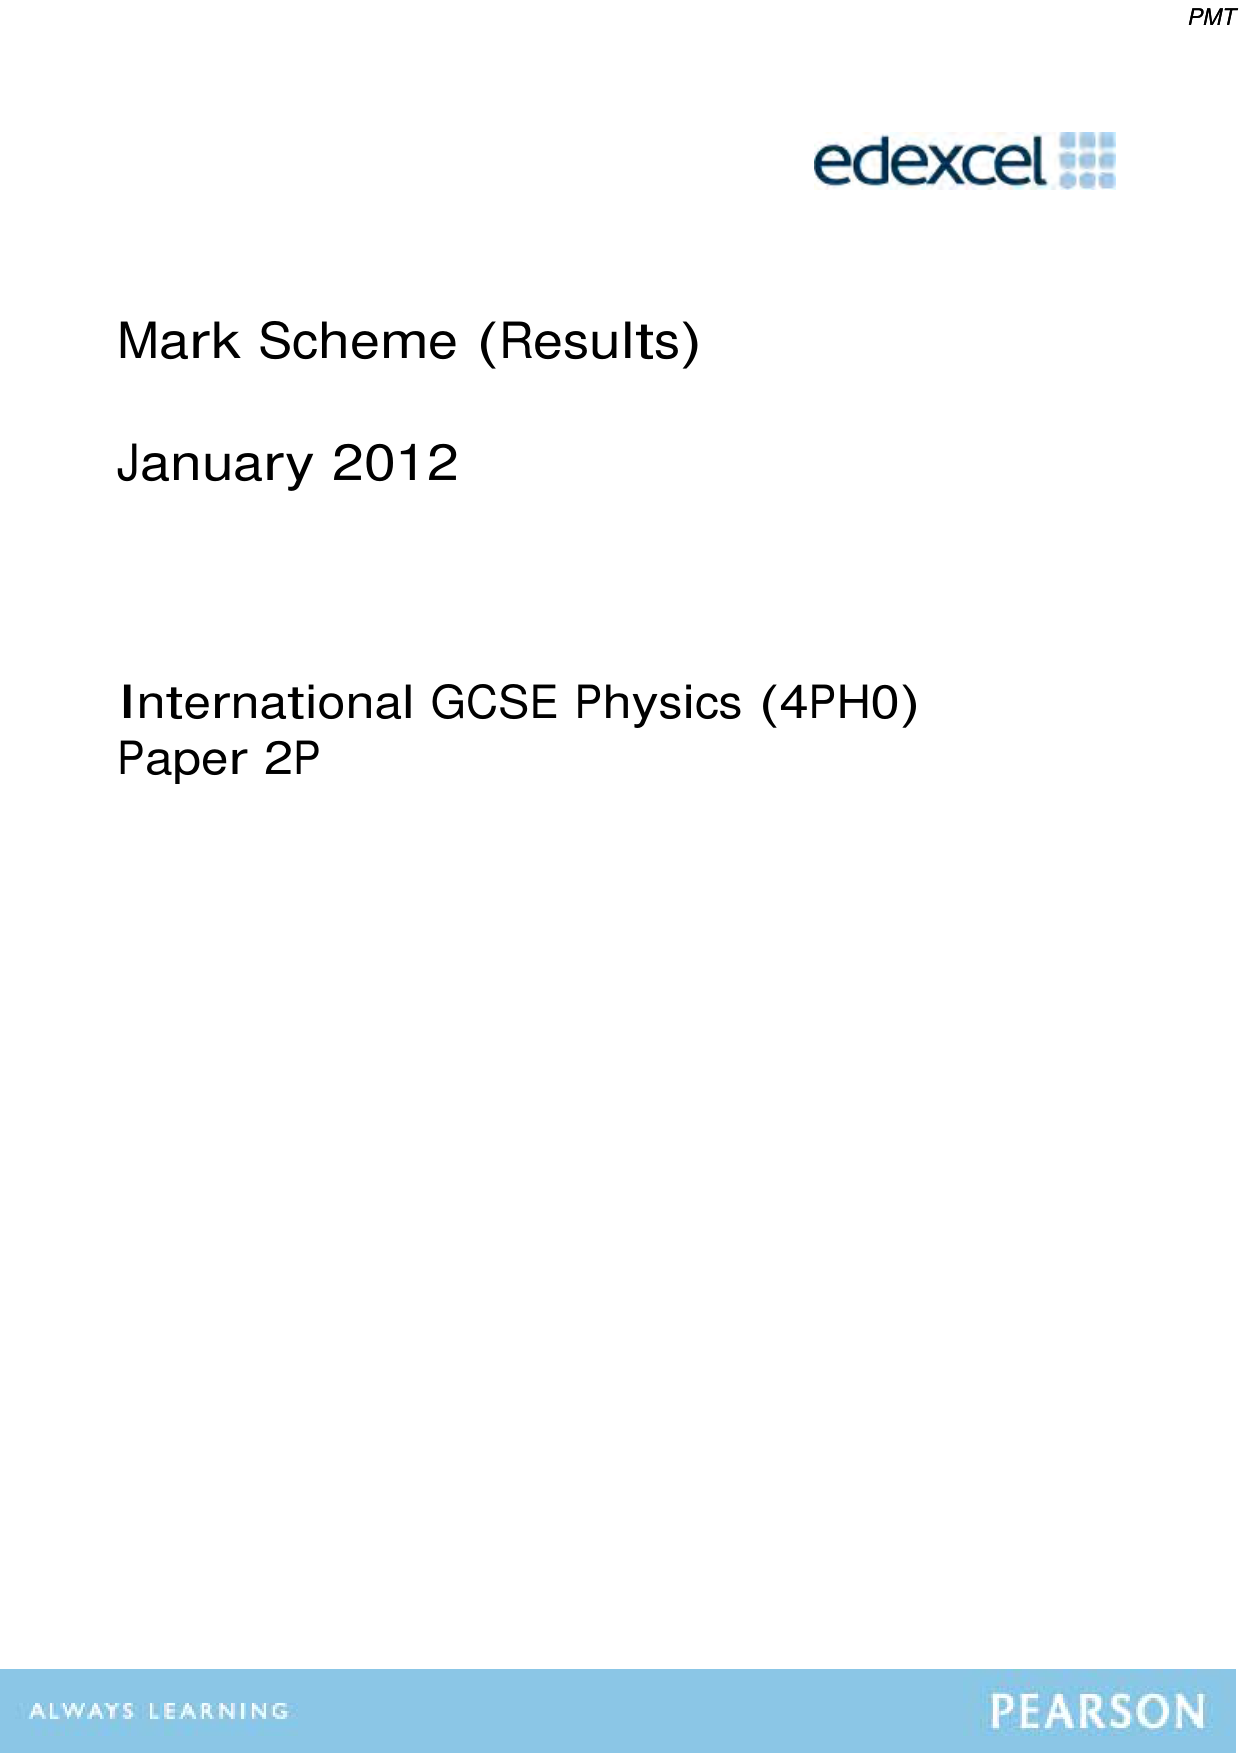 PMT
edexcel
Mark Scheme (Results)
January 2012
International GCSE Physics (4PH0)
Paper 2P
ALWAYS LEARNING
PEARSON